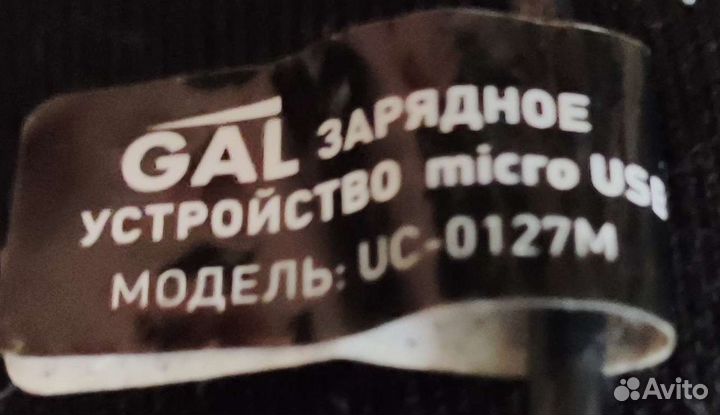 GAL ЗАРЯДНОЕ
УСТРОЙСТВО micro USB
МОДЕЛЬ: UC-0127M
Avito